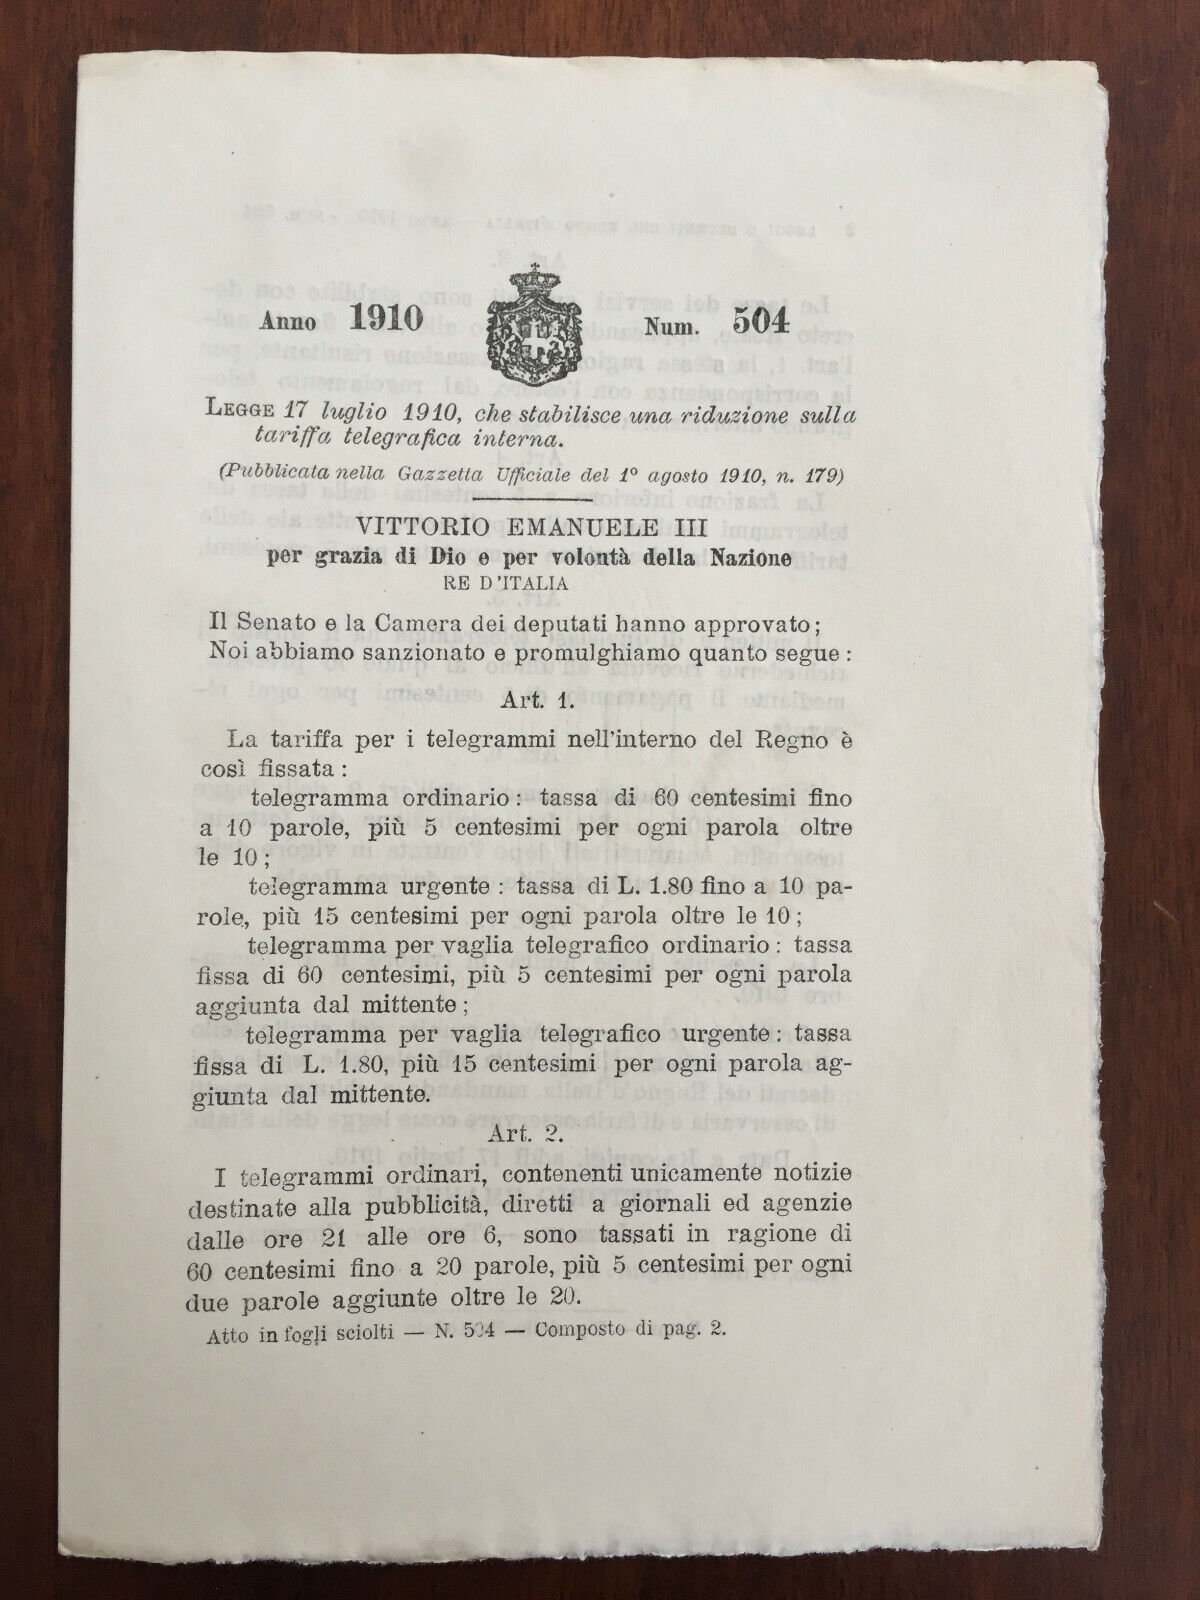 Anno 1910 Num. 504
LEGGE 17 luglio 1910, che stabilisce una riduzione sulla
tariffa telegrafica interna.
(Pubblicata nella Gazzetta Ufficiale del 1° agosto 1910, n. 179)
VITTORIO EMANUELE III
per grazia di Dio e per volontà della Nazione
RE D'ITALIA
Il Senato e la Camera dei deputati hanno approvato;
Noi abbiamo sanzionato e promulghiamo quanto segue:
Art. 1.
La tariffa per i telegrammi nell'interno del Regno è
così fissata:
telegramma ordinario: tassa di 60 centesimi fino
a 10 parole, più 5 centesimi per ogni parola oltre
le 10;
telegramma urgente: tassa di L. 1.80 fino a 10 pa-
role, più 15 centesimi per ogni parola oltre le 10;
telegramma per vaglia telegrafico ordinario: tassa
fissa di 60 centesimi, più 5 centesimi per ogni parola
aggiunta dal mittente;
telegramma per vaglia telegrafico urgente: tassa
fissa di L. 1.80, più 15 centesimi per ogni parola ag-
giunta dal mittente.
Art. 2.
I telegrammi ordinari, contenenti unicamente notizie
destinate alla pubblicità, diretti a giornali ed agenzie
dalle ore 21 alle ore 6, sono tassati in ragione di
60 centesimi fino a 20 parole, più 5 centesimi per ogni
due parole aggiunte oltre le 20.
Atto in fogli sciolti — N. 504 — Composto di pag. 2.